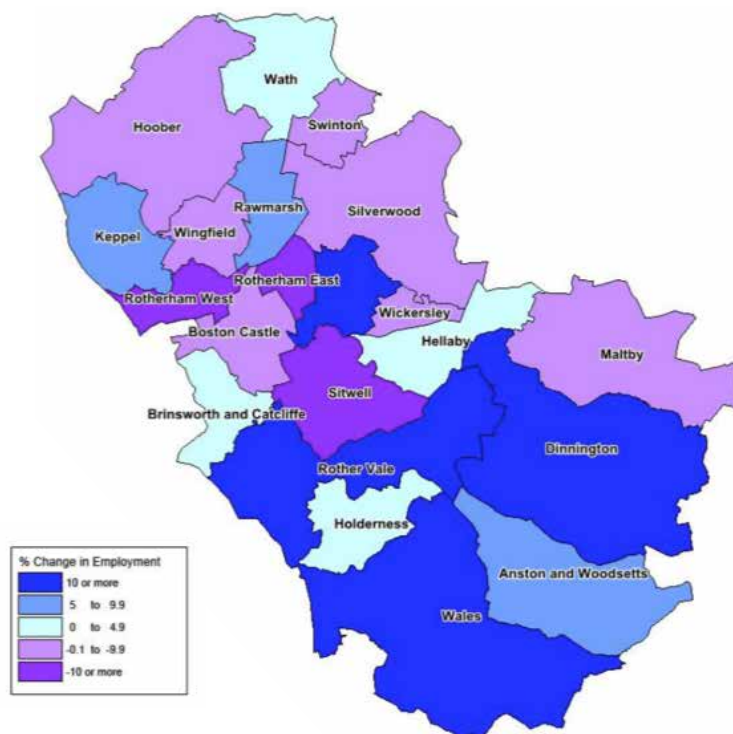 Wath
Hoober
Swinton
Silverwood
Rawmarsh
Keppel
Wingfield
Rotherham East
Rotherham West
Wickersley
Boston Castle
Hellaby
Maltby
Sitwell
Brinsworth and Catcliffe
Dinnington
Rother Vale
Holderness
Anston and Woodsetts
Wales
% Change in Employment
10 or more
5 to 9.9
0 to 4.9
-0.1 to -9.9
-10 or more